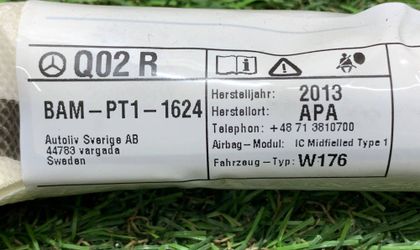 Q02 R
BAM-PT1-1624
Autoliv Sverige AB
44783 vargada
Sweden
Herstelljahr: 2013
Herstellort: APA
Telephon: +48 71 3810700
Airbag-Modul: IC Midfielled Type 1
Fahrzeug-Typ: W176